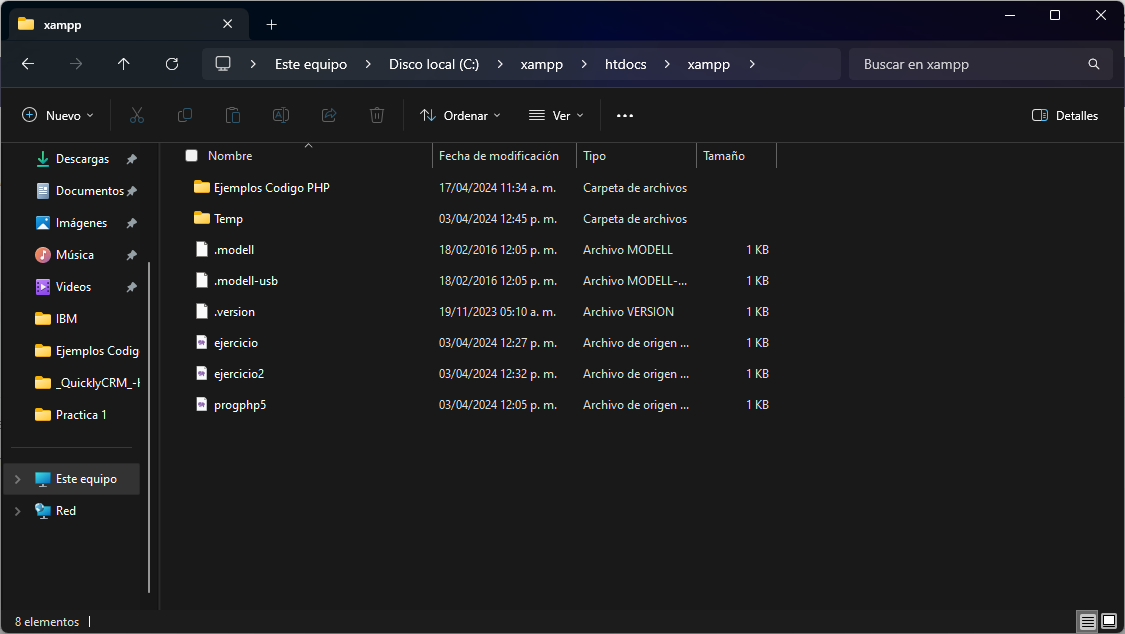 xampp
Este equipo > Disco local (C:) > xampp > htdocs > xampp >
Buscar en xampp
Nuevo
Ordenar
Ver
Detalles
Descargas
Documentos
Imágenes
Música
Videos
IBM
Ejemplos Codig
_QuicklyCRM_-
Practica 1
Este equipo
Red
Nombre Fecha de modificación Tipo Tamaño
Ejemplos Codigo PHP 17/04/2024 11:34 a. m. Carpeta de archivos
Temp 03/04/2024 12:45 p. m. Carpeta de archivos
.modell 18/02/2016 12:05 p. m. Archivo MODELL 1 KB
.modell-usb 18/02/2016 12:05 p. m. Archivo MODELL-... 1 KB
.version 19/11/2023 05:10 a. m. Archivo VERSION 1 KB
ejercicio 03/04/2024 12:27 p. m. Archivo de origen ... 1 KB
ejercicio2 03/04/2024 12:32 p. m. Archivo de origen ... 1 KB
progphp5 03/04/2024 12:05 p. m. Archivo de origen ... 1 KB
8 elementos